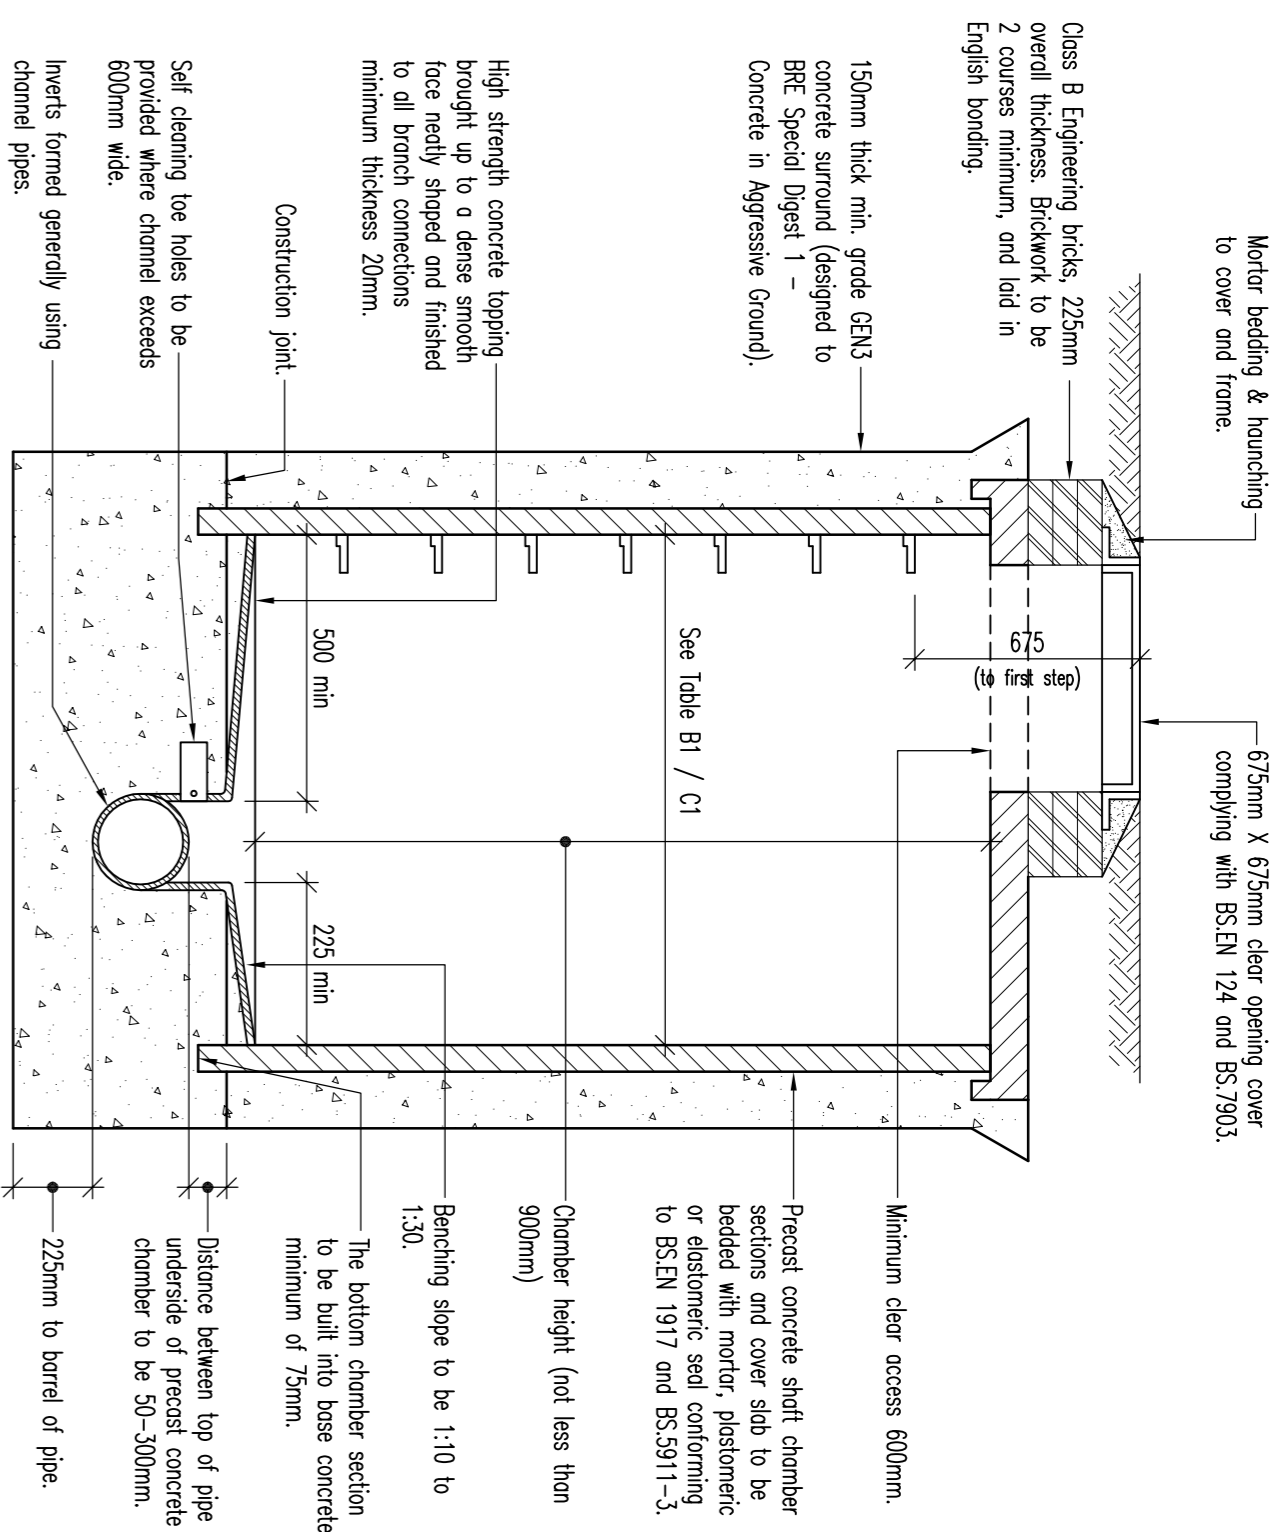 Mortar bedding & haunching
to cover and frame.
Class B Engineering bricks, 225mm
overall thickness. Brickwork to be
2 courses minimum, and laid in
English bonding.
150mm thick min. grade GEN3
concrete surround (designed to
BRE Special Digest 1 –
Concrete in Aggressive Ground).
High strength concrete topping
brought up to a dense smooth
face neatly shaped and finished
to all branch connections
minimum thickness 20mm.
Construction joint.
Self cleaning toe holes to be
provided where channel exceeds
600mm wide.
Inverts formed generally using
channel pipes.
675
(to first step)
See Table B1 / C1
500 min
225 min
675mm X 675mm clear opening cover
complying with BS.EN 124 and BS.7903.
Minimum clear access 600mm.
Precast concrete shaft chamber
sections and cover slab to be
bedded with mortar, plastomeric
or elastomeric seal conforming
to BS.EN 1917 and BS.5911–3.
Chamber height (not less than
900mm)
Benching slope to be 1:10 to
1:30.
The bottom chamber section
to be built into base concrete
minimum of 75mm.
Distance between top of pipe
underside of precast concrete
chamber to be 50–300mm.
225mm to barrel of pipe.